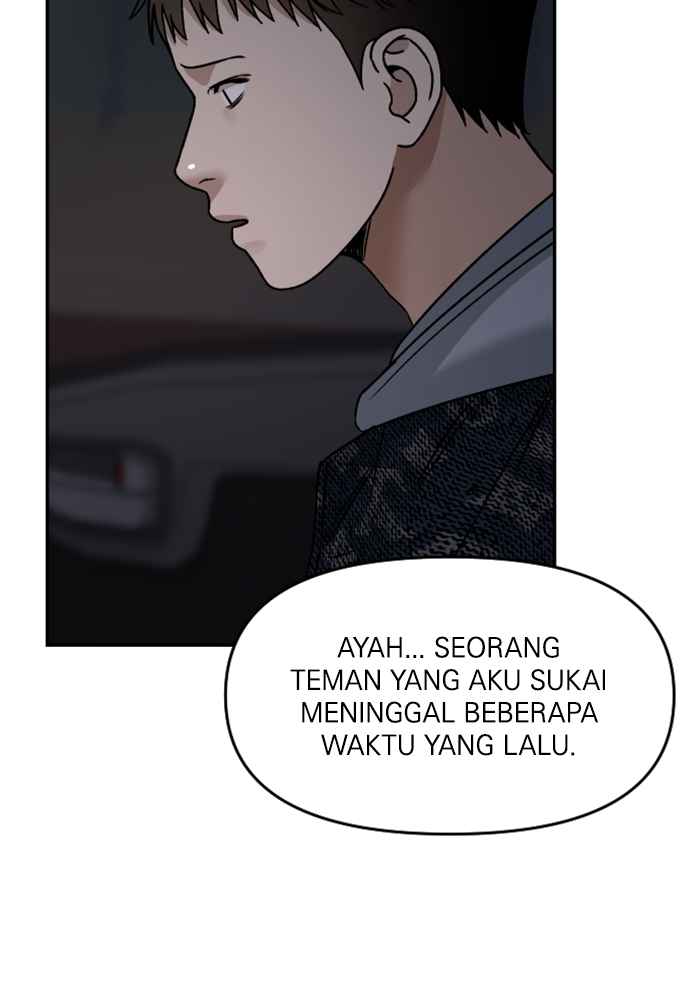 AYAH... SEORANG
TEMAN YANG AKU SUKAI
MENINGGAL BEBERAPA
WAKTU YANG LALU.